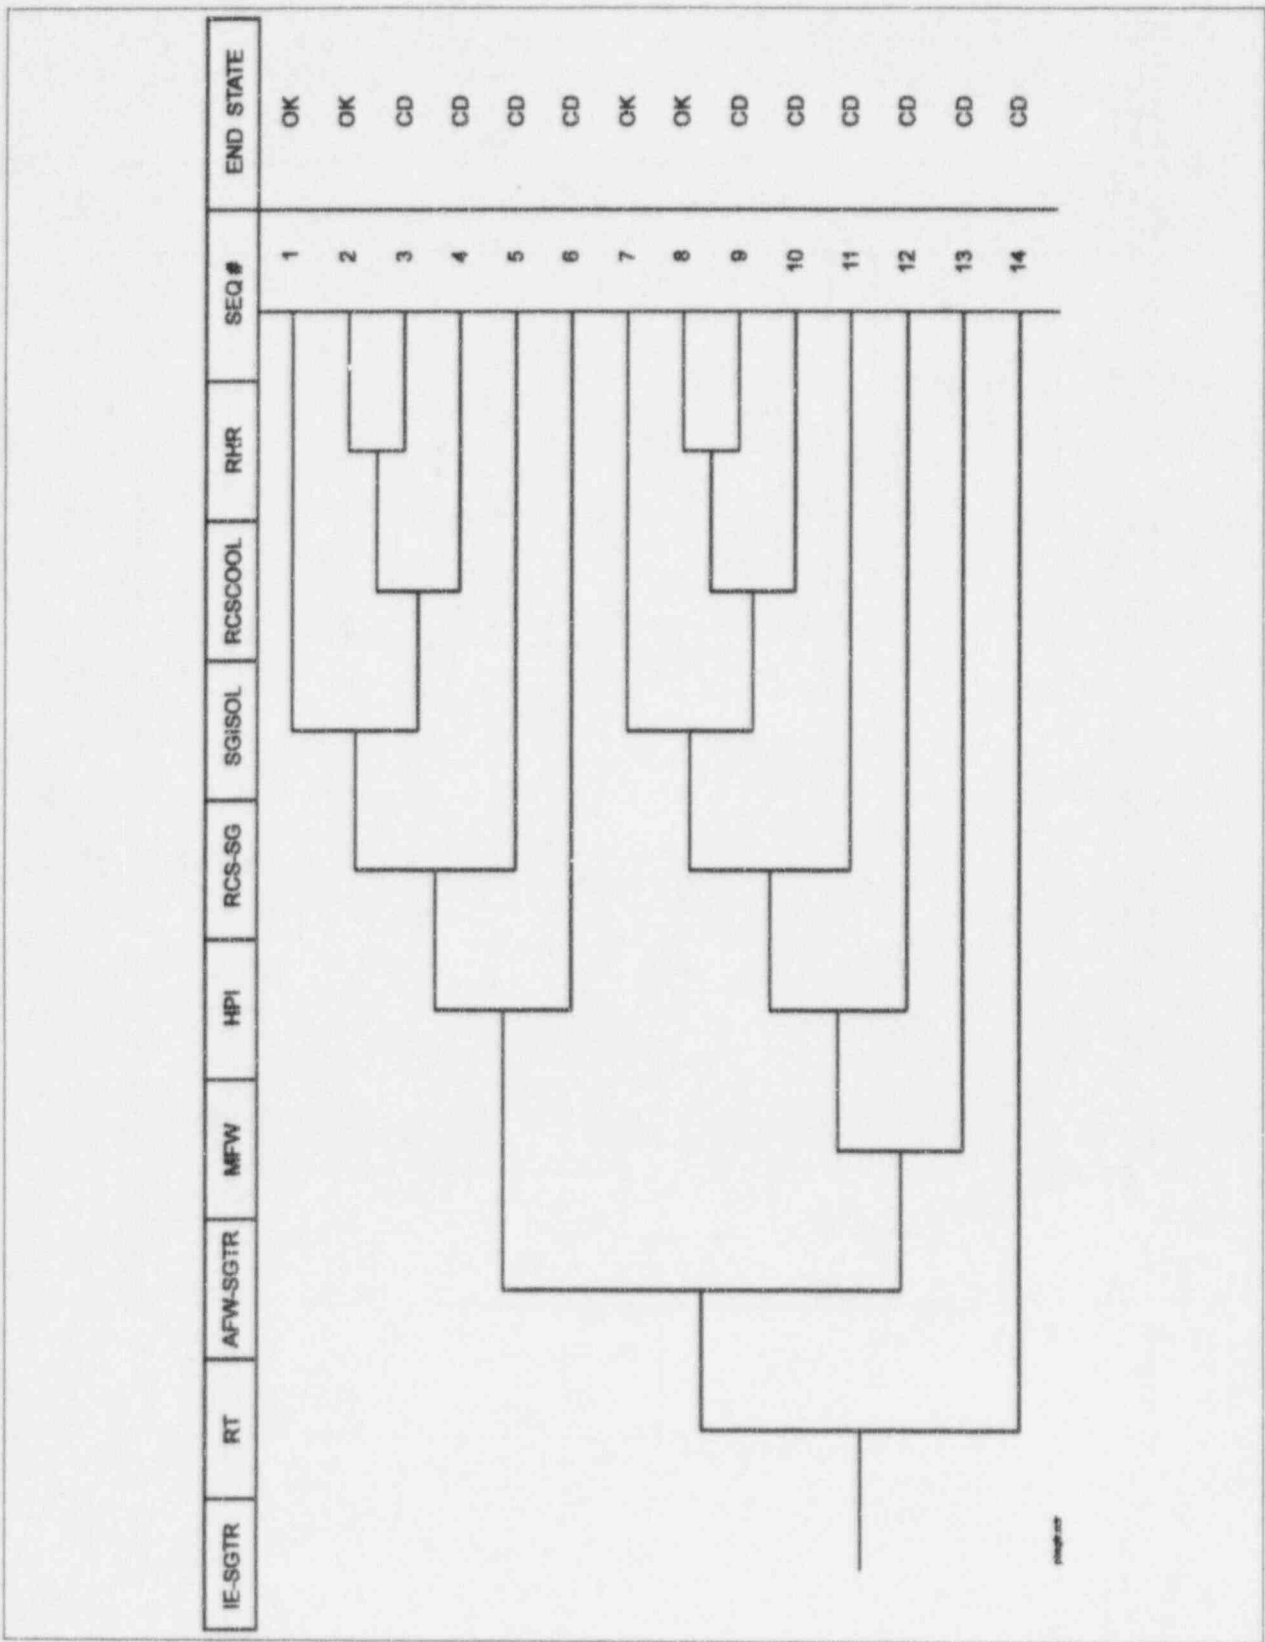 IE-SGTR RT AFW-SGTR MFW HPI RCS-SG SGISOL RCSCOOL RHR SEQ # END STATE
1 OK
2 OK
3 CD
4 CD
5 CD
6 CD
7 OK
8 OK
9 CD
10 CD
11 CD
12 CD
13 CD
14 CD